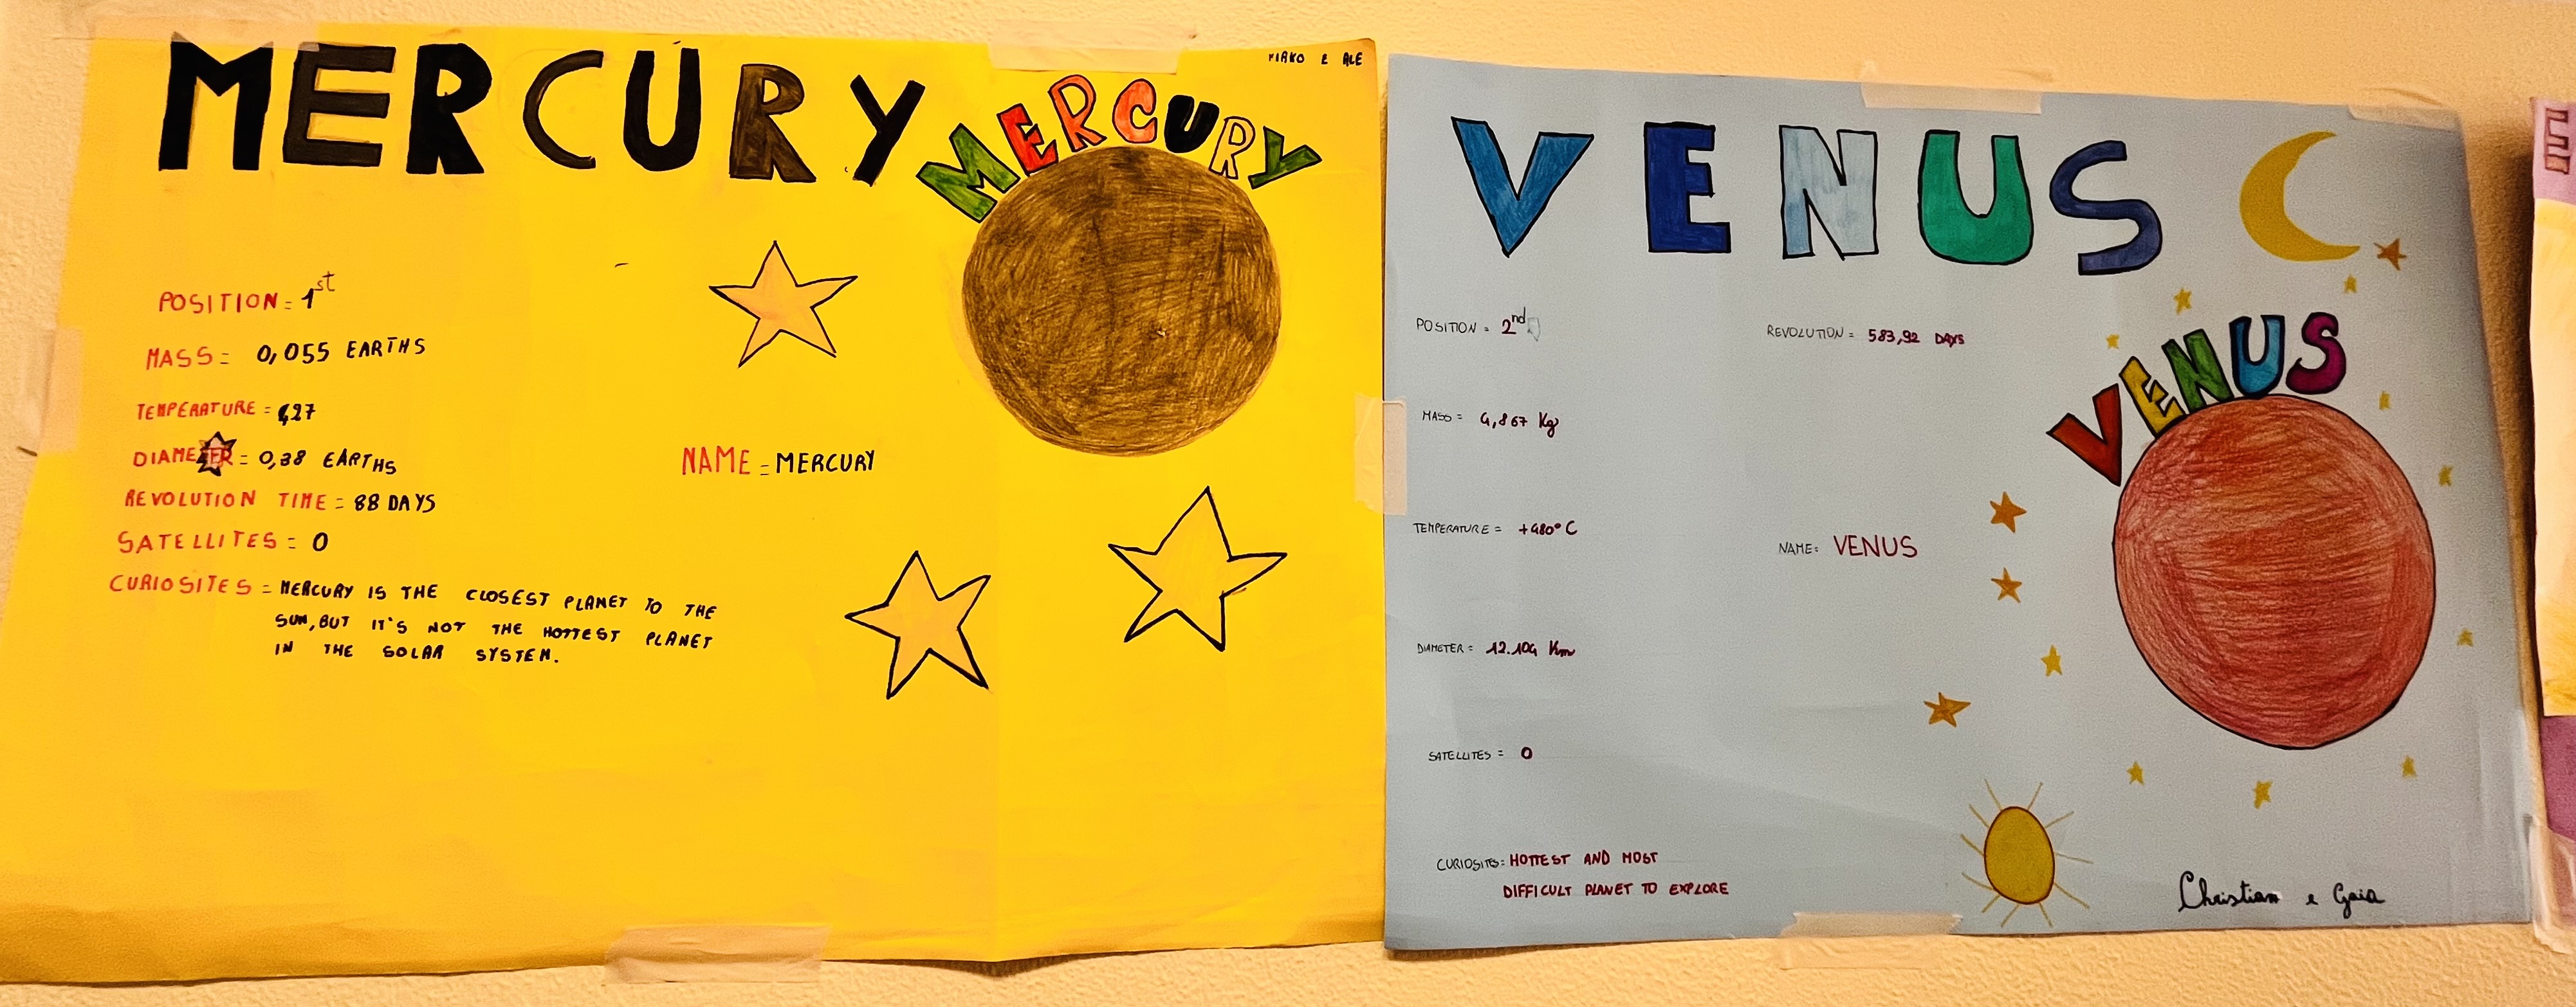 MERCURY
MIRKO E ALE
MERCURY
POSITION = 1st
MASS = 0,055 EARTHS
TEMPERATURE = 427
DIAMETER = 0,38 EARTHS
NAME = MERCURY
REVOLUTION TIME = 88 DAYS
SATELLITES = 0
CURIOSITES = MERCURY IS THE CLOSEST PLANET TO THE
SUN, BUT IT'S NOT THE HOTTEST PLANET
IN THE SOLAR SYSTEM.
VENUS
VENUS
POSITION = 2nd
REVOLUTION = 583,92 DAYS
MASS = 4,867 Kg
TEMPERATURE = +480° C
NAME: VENUS
DIAMETER = 12.104 Km
SATELLITES = 0
CURIOSITES: HOTTEST AND MOST
DIFFICULT PLANET TO EXPLORE
Christian e Gaia